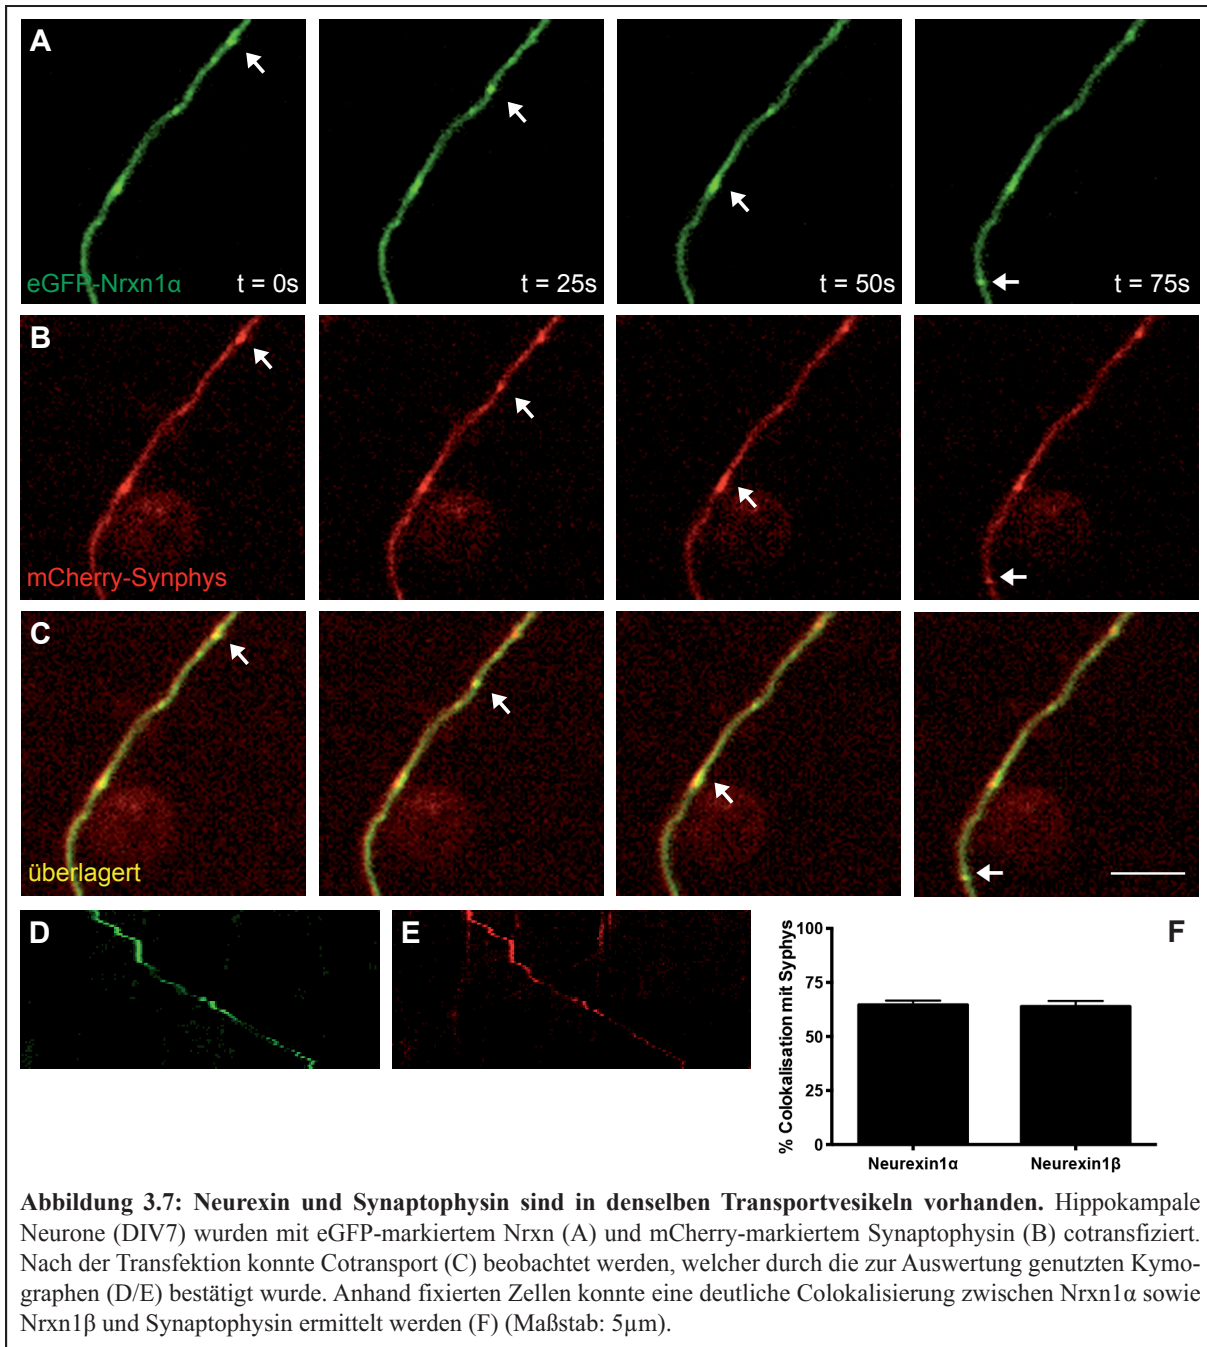 A
eGFP-Nrxn1α
t = 0s
t = 25s
t = 50s
t = 75s
B
mCherry-Synphys
C
überlagert
D
E
F
% Colokalisation mit Syphys
100
75
50
25
0
Neurexin1α
Neurexin1β
Abbildung 3.7: Neurexin und Synaptophysin sind in denselben Transportvesikeln vorhanden. Hippokampale
Neurone (DIV7) wurden mit eGFP-markiertem Nrxn (A) und mCherry-markiertem Synaptophysin (B) cotransfiziert.
Nach der Transfektion konnte Cotransport (C) beobachtet werden, welcher durch die zur Auswertung genutzten Kymo-
graphen (D/E) bestätigt wurde. Anhand fixierten Zellen konnte eine deutliche Colokalisierung zwischen Nrxn1α sowie
Nrxn1β und Synaptophysin ermittelt werden (F) (Maßstab: 5µm).